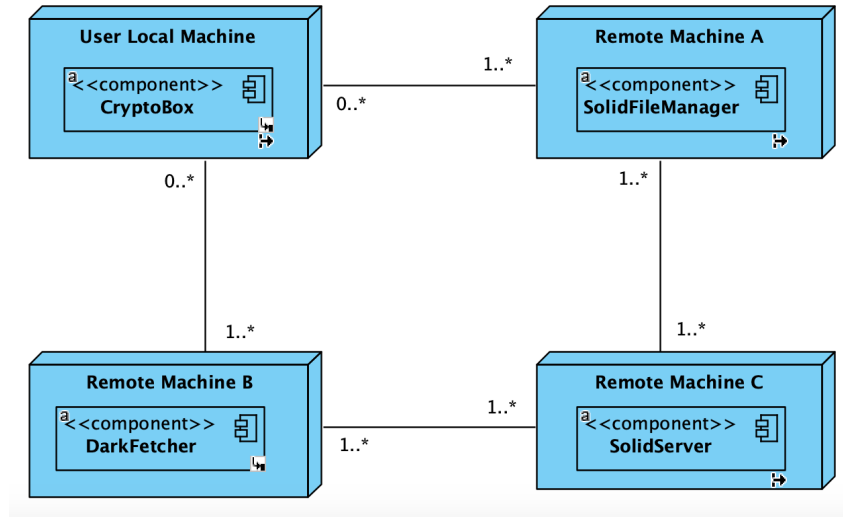 User Local Machine
a
<<component>>
CryptoBox
0..*
1..*
Remote Machine A
a
<<component>>
SolidFileManager
0..*
1..*
1..*
1..*
Remote Machine B
a
<<component>>
DarkFetcher
1..*
1..*
Remote Machine C
a
<<component>>
SolidServer